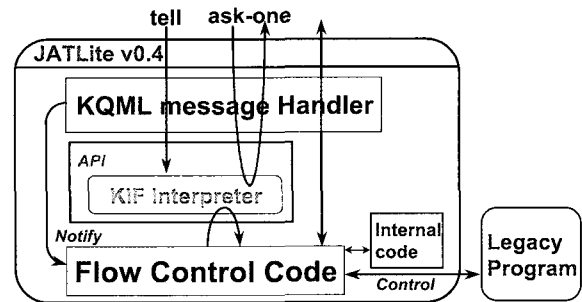 tell ask-one
JATLite v0.4
KQML message Handler
API
KIF Interpreter
Notify
Internal
code
Flow Control Code
Control
Legacy
Program